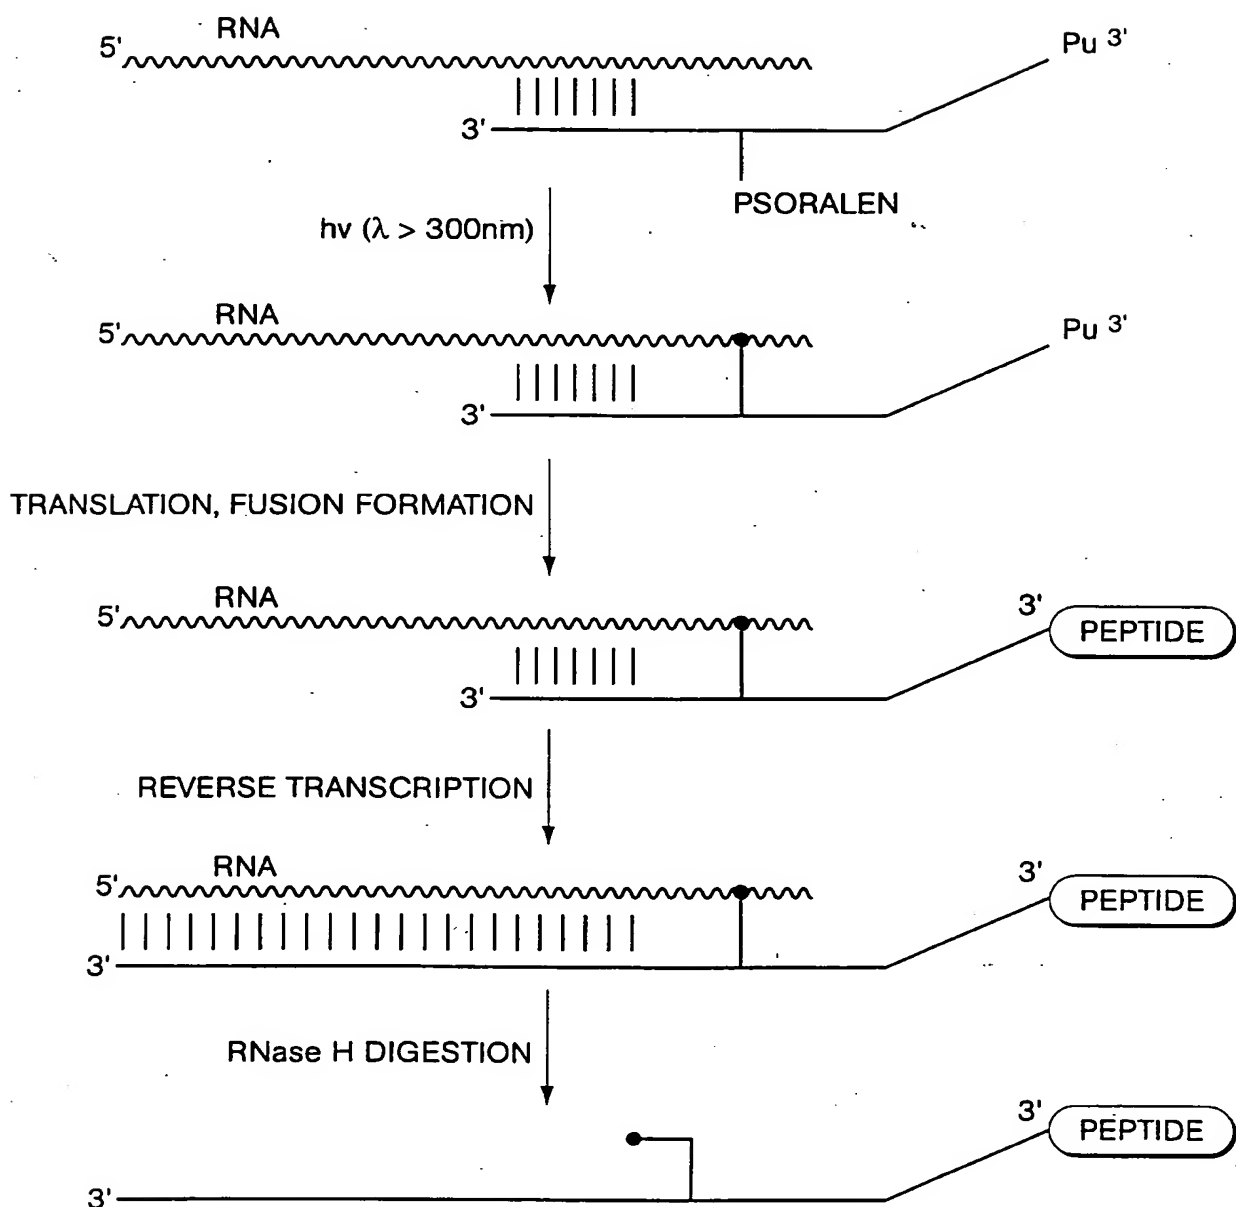 RNA
5'
Pu 3'
3'
PSORALEN
hv (λ > 300nm)
RNA
5'
Pu 3'
3'
TRANSLATION, FUSION FORMATION
RNA
5'
3'
PEPTIDE
3'
REVERSE TRANSCRIPTION
RNA
5'
3'
PEPTIDE
3'
RNase H DIGESTION
3'
PEPTIDE
3'